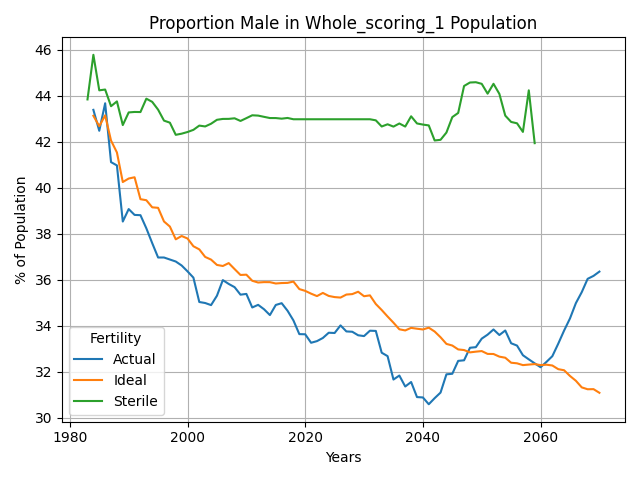 Proportion Male in Whole_scoring_1 Population
% of Population
46
44
42
40
38
36
34
32
30
Fertility
Actual
Ideal
Sterile
1980
2000
2020
2040
2060
Years